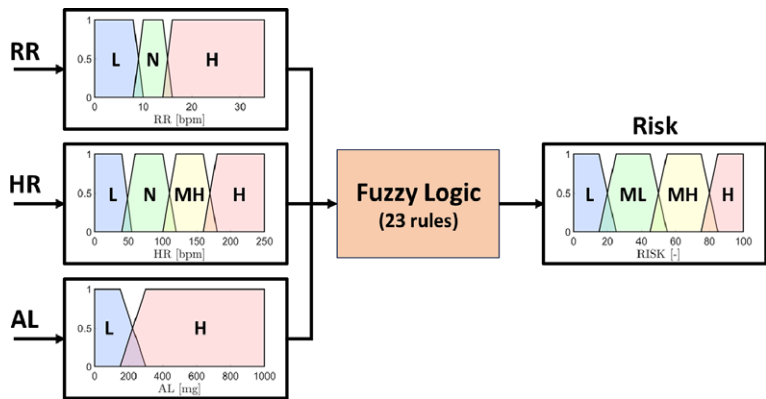 RR
1
0.5
0
L
N
H
0 10 20 30
RR [bpm]
HR
1
0.5
0
L
N
MH
H
0 50 100 150 200 250
HR [bpm]
AL
1
0.5
0
L
H
0 200 400 600 800 1000
AL [mg]
Fuzzy Logic
(23 rules)
Risk
1
0.5
0
L
ML
MH
H
0 20 40 60 80 100
RISK [-]